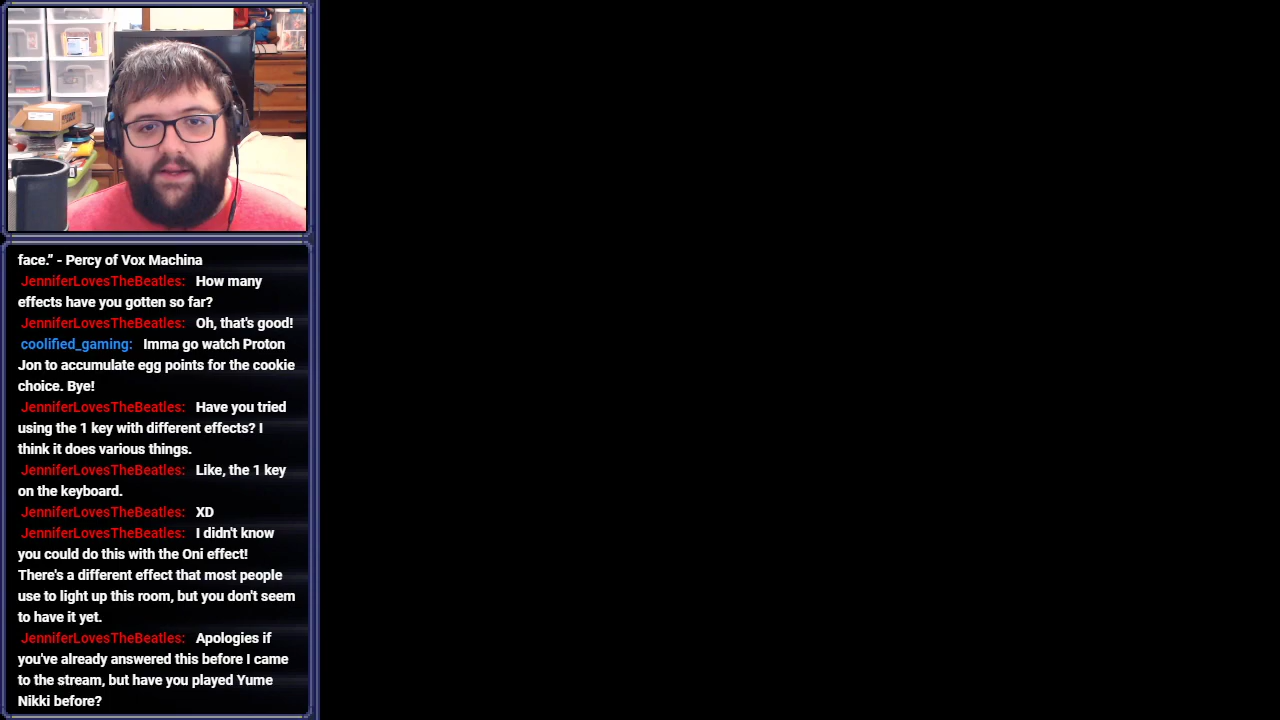 face.” - Percy of Vox Machina
JenniferLovesTheBeatles: How many
effects have you gotten so far?
JenniferLovesTheBeatles: Oh, that's good!
coolified_gaming: Imma go watch Proton
Jon to accumulate egg points for the cookie
choice. Bye!
JenniferLovesTheBeatles: Have you tried
using the 1 key with different effects? I
think it does various things.
JenniferLovesTheBeatles: Like, the 1 key
on the keyboard.
JenniferLovesTheBeatles: XD
JenniferLovesTheBeatles: I didn't know
you could do this with the Oni effect!
There's a different effect that most people
use to light up this room, but you don't seem
to have it yet.
JenniferLovesTheBeatles: Apologies if
you've already answered this before I came
to the stream, but have you played Yume
Nikki before?